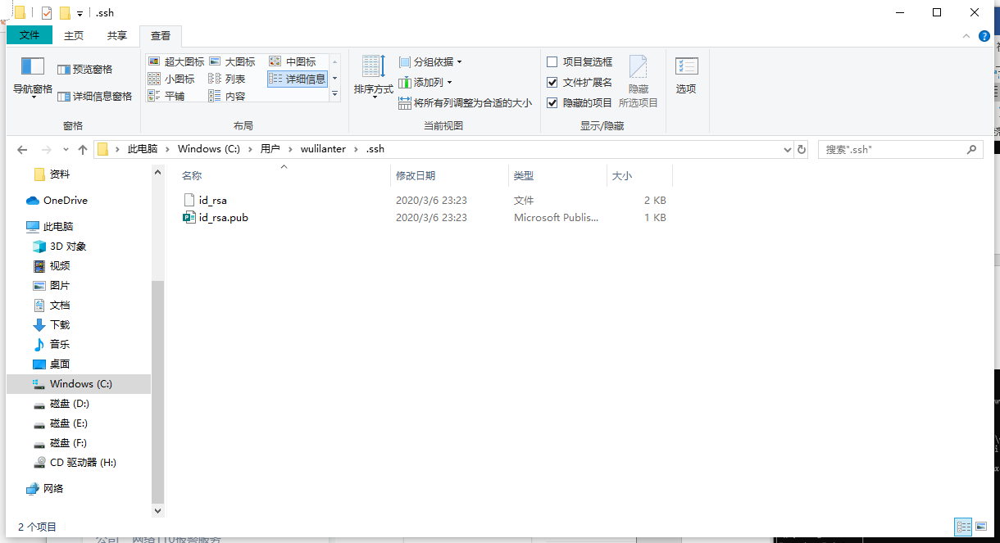 .ssh
文件 主页 共享 查看
导航窗格 预览窗格 详细信息窗格
窗格
超大图标 大图标 中图标
小图标 列表 详细信息
平铺 内容
布局
排序方式 分组依据 添加列 将所有列调整为合适的大小
当前视图
项目复选框
文件扩展名
隐藏的项目
隐藏
所选项目
显示/隐藏
选项
此电脑 Windows (C:) 用户 wulilanter .ssh
搜索".ssh"
资料
OneDrive
此电脑
3D 对象
视频
图片
文档
下载
音乐
桌面
Windows (C:)
磁盘 (D:)
磁盘 (E:)
磁盘 (F:)
CD 驱动器 (H:)
网络
名称 修改日期 类型 大小
id_rsa 2020/3/6 23:23 文件 2 KB
id_rsa.pub 2020/3/6 23:23 Microsoft Publis... 1 KB
2 个项目